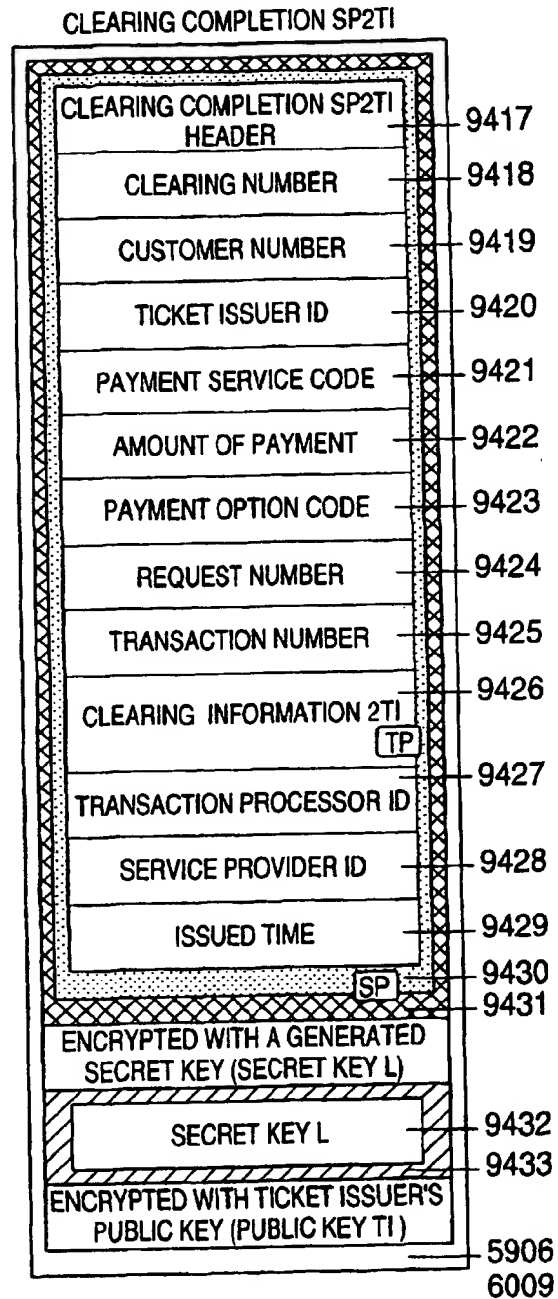 CLEARING COMPLETION SP2TI
CLEARING COMPLETION SP2TI
HEADER
9417
CLEARING NUMBER
9418
CUSTOMER NUMBER
9419
TICKET ISSUER ID
9420
PAYMENT SERVICE CODE
9421
AMOUNT OF PAYMENT
9422
PAYMENT OPTION CODE
9423
REQUEST NUMBER
9424
TRANSACTION NUMBER
9425
9426
CLEARING INFORMATION 2TI
TP
9427
TRANSACTION PROCESSOR ID
SERVICE PROVIDER ID
9428
ISSUED TIME
9429
SP
9430
9431
ENCRYPTED WITH A GENERATED
SECRET KEY (SECRET KEY L)
SECRET KEY L
9432
9433
ENCRYPTED WITH TICKET ISSUER'S
PUBLIC KEY (PUBLIC KEY TI )
5906
6009